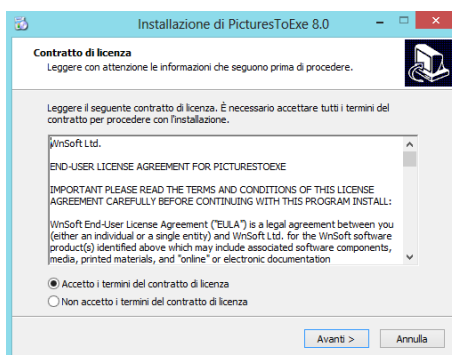 Installazione di PicturesToExe 8.0
Contratto di licenza
Leggere con attenzione le informazioni che seguono prima di procedere.
Leggere il seguente contratto di licenza. È necessario accettare tutti i termini del
contratto per procedere con l'installazione.
WnSoft Ltd.
END-USER LICENSE AGREEMENT FOR PICTURESTOEXE
IMPORTANT PLEASE READ THE TERMS AND CONDITIONS OF THIS LICENSE
AGREEMENT CAREFULLY BEFORE CONTINUING WITH THIS PROGRAM INSTALL:
WnSoft End-User License Agreement ("EULA") is a legal agreement between you
(either an individual or a single entity) and WnSoft Ltd. for the WnSoft software
product(s) identified above which may include associated software components,
media, printed materials, and "online" or electronic documentation
Accetto i termini del contratto di licenza
Non accetto i termini del contratto di licenza
Avanti > Annulla